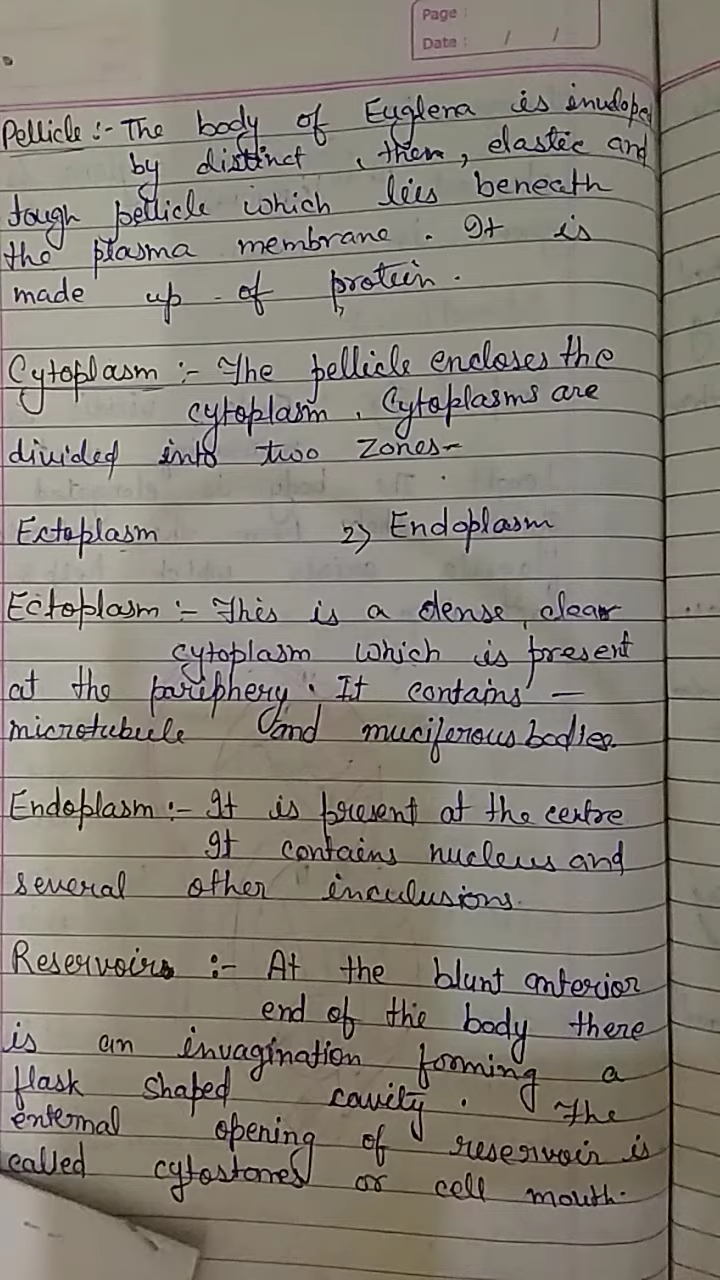 Page :
Date : / /
Pellicle :- The body of Euglena is inudoped
by distinct , them, elastic and
tough pellicle which lies beneath
the plasma membrane. It is
made up of protein.
Cytoplasm :- The pellicle encloses the
cytoplasm. Cytoplasms are
divided into two zones-
Ectoplasm 2) Endoplasm
Ectoplasm :- This is a dense, clear
cytoplasm which is present
at the pariphery. It contains -
microtubule and muciferous bodies.
Endoplasm :- It is present at the centre
It contains nucleus and
several other inculusions.
Reservoirs :- At the blunt anterior
end of the body there
is an invagination forming a
flask shaped cavity. The
enternal opening of reservoir is
called cytostomes or cell mouth.